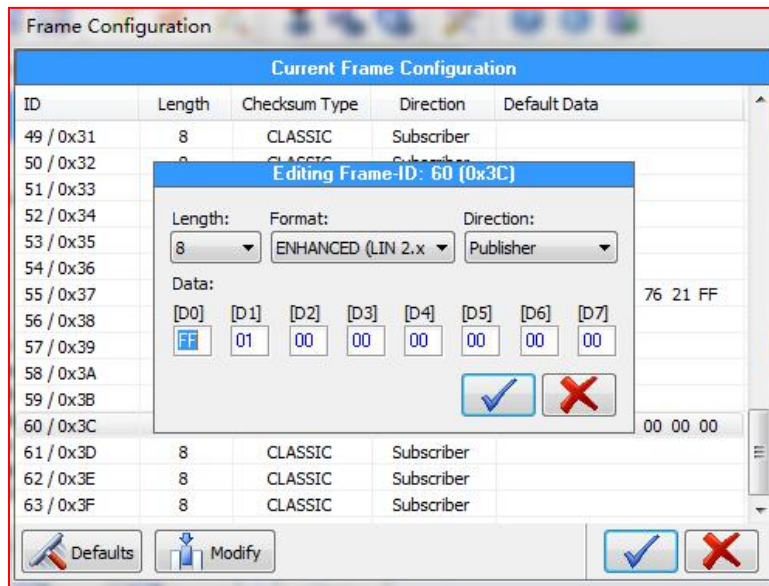 Frame Configuration
Current Frame Configuration
ID Length Checksum Type Direction Default Data
49 / 0x31 8 CLASSIC Subscriber
50 / 0x32
51 / 0x33
52 / 0x34
53 / 0x35
54 / 0x36
55 / 0x37 76 21 FF
56 / 0x38
57 / 0x39
58 / 0x3A
59 / 0x3B
60 / 0x3C 00 00 00
61 / 0x3D 8 CLASSIC Subscriber
62 / 0x3E 8 CLASSIC Subscriber
63 / 0x3F 8 CLASSIC Subscriber
Editing Frame-ID: 60 (0x3C)
Length: Format: Direction:
8 ENHANCED (LIN 2.x Publisher
Data:
[D0] [D1] [D2] [D3] [D4] [D5] [D6] [D7]
FF 01 00 00 00 00 00 00
Defaults Modify